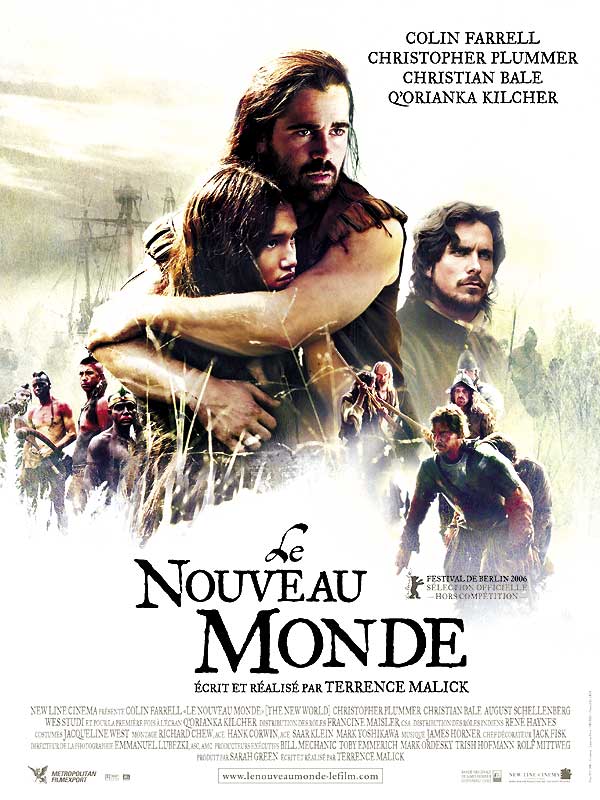 COLIN FARRELL
CHRISTOPHER PLUMMER
CHRISTIAN BALE
Q'ORIANKA KILCHER
Le
NOUVEAU
MONDE
FESTIVAL DE BERLIN 2006
SÉLECTION OFFICIELLE
– HORS COMPÉTITION –
ÉCRIT ET RÉALISÉ PAR TERRENCE MALICK
NEW LINE CINEMA PRÉSENTE COLIN FARRELL «LE NOUVEAU MONDE» [THE NEW WORLD] CHRISTOPHER PLUMMER CHRISTIAN BALE AUGUST SCHELLENBERG
WES STUDI ET POUR LA PREMIÈRE FOIS À L'ÉCRAN Q'ORIANKA KILCHER DISTRIBUTION DES RÔLES FRANCINE MAISLER, CSA DISTRIBUTION DES RÔLES INDIENS RENÉ HAYNES
COSTUMES JACQUELINE WEST MONTAGE RICHARD CHEW, ACE HANK CORWIN, ACE SAAR KLEIN MARK YOSHIKAWA MUSIQUE JAMES HORNER CHEF DÉCORATEUR JACK FISK
DIRECTEUR DE LA PHOTOGRAPHIE EMMANUEL LUBEZKI, ASC, AMC PRODUCTEURS EXÉCUTIFS BILL MECHANIC TOBY EMMERICH MARK ORDESKY TRISH HOFMANN ROLF MITTWEG
PRODUIT PAR SARAH GREEN ÉCRIT ET RÉALISÉ PAR TERRENCE MALICK
METROPOLITAN
FILMEXPORT
www.lenouveaumonde-lefilm.com
NEW LINE CINEMA